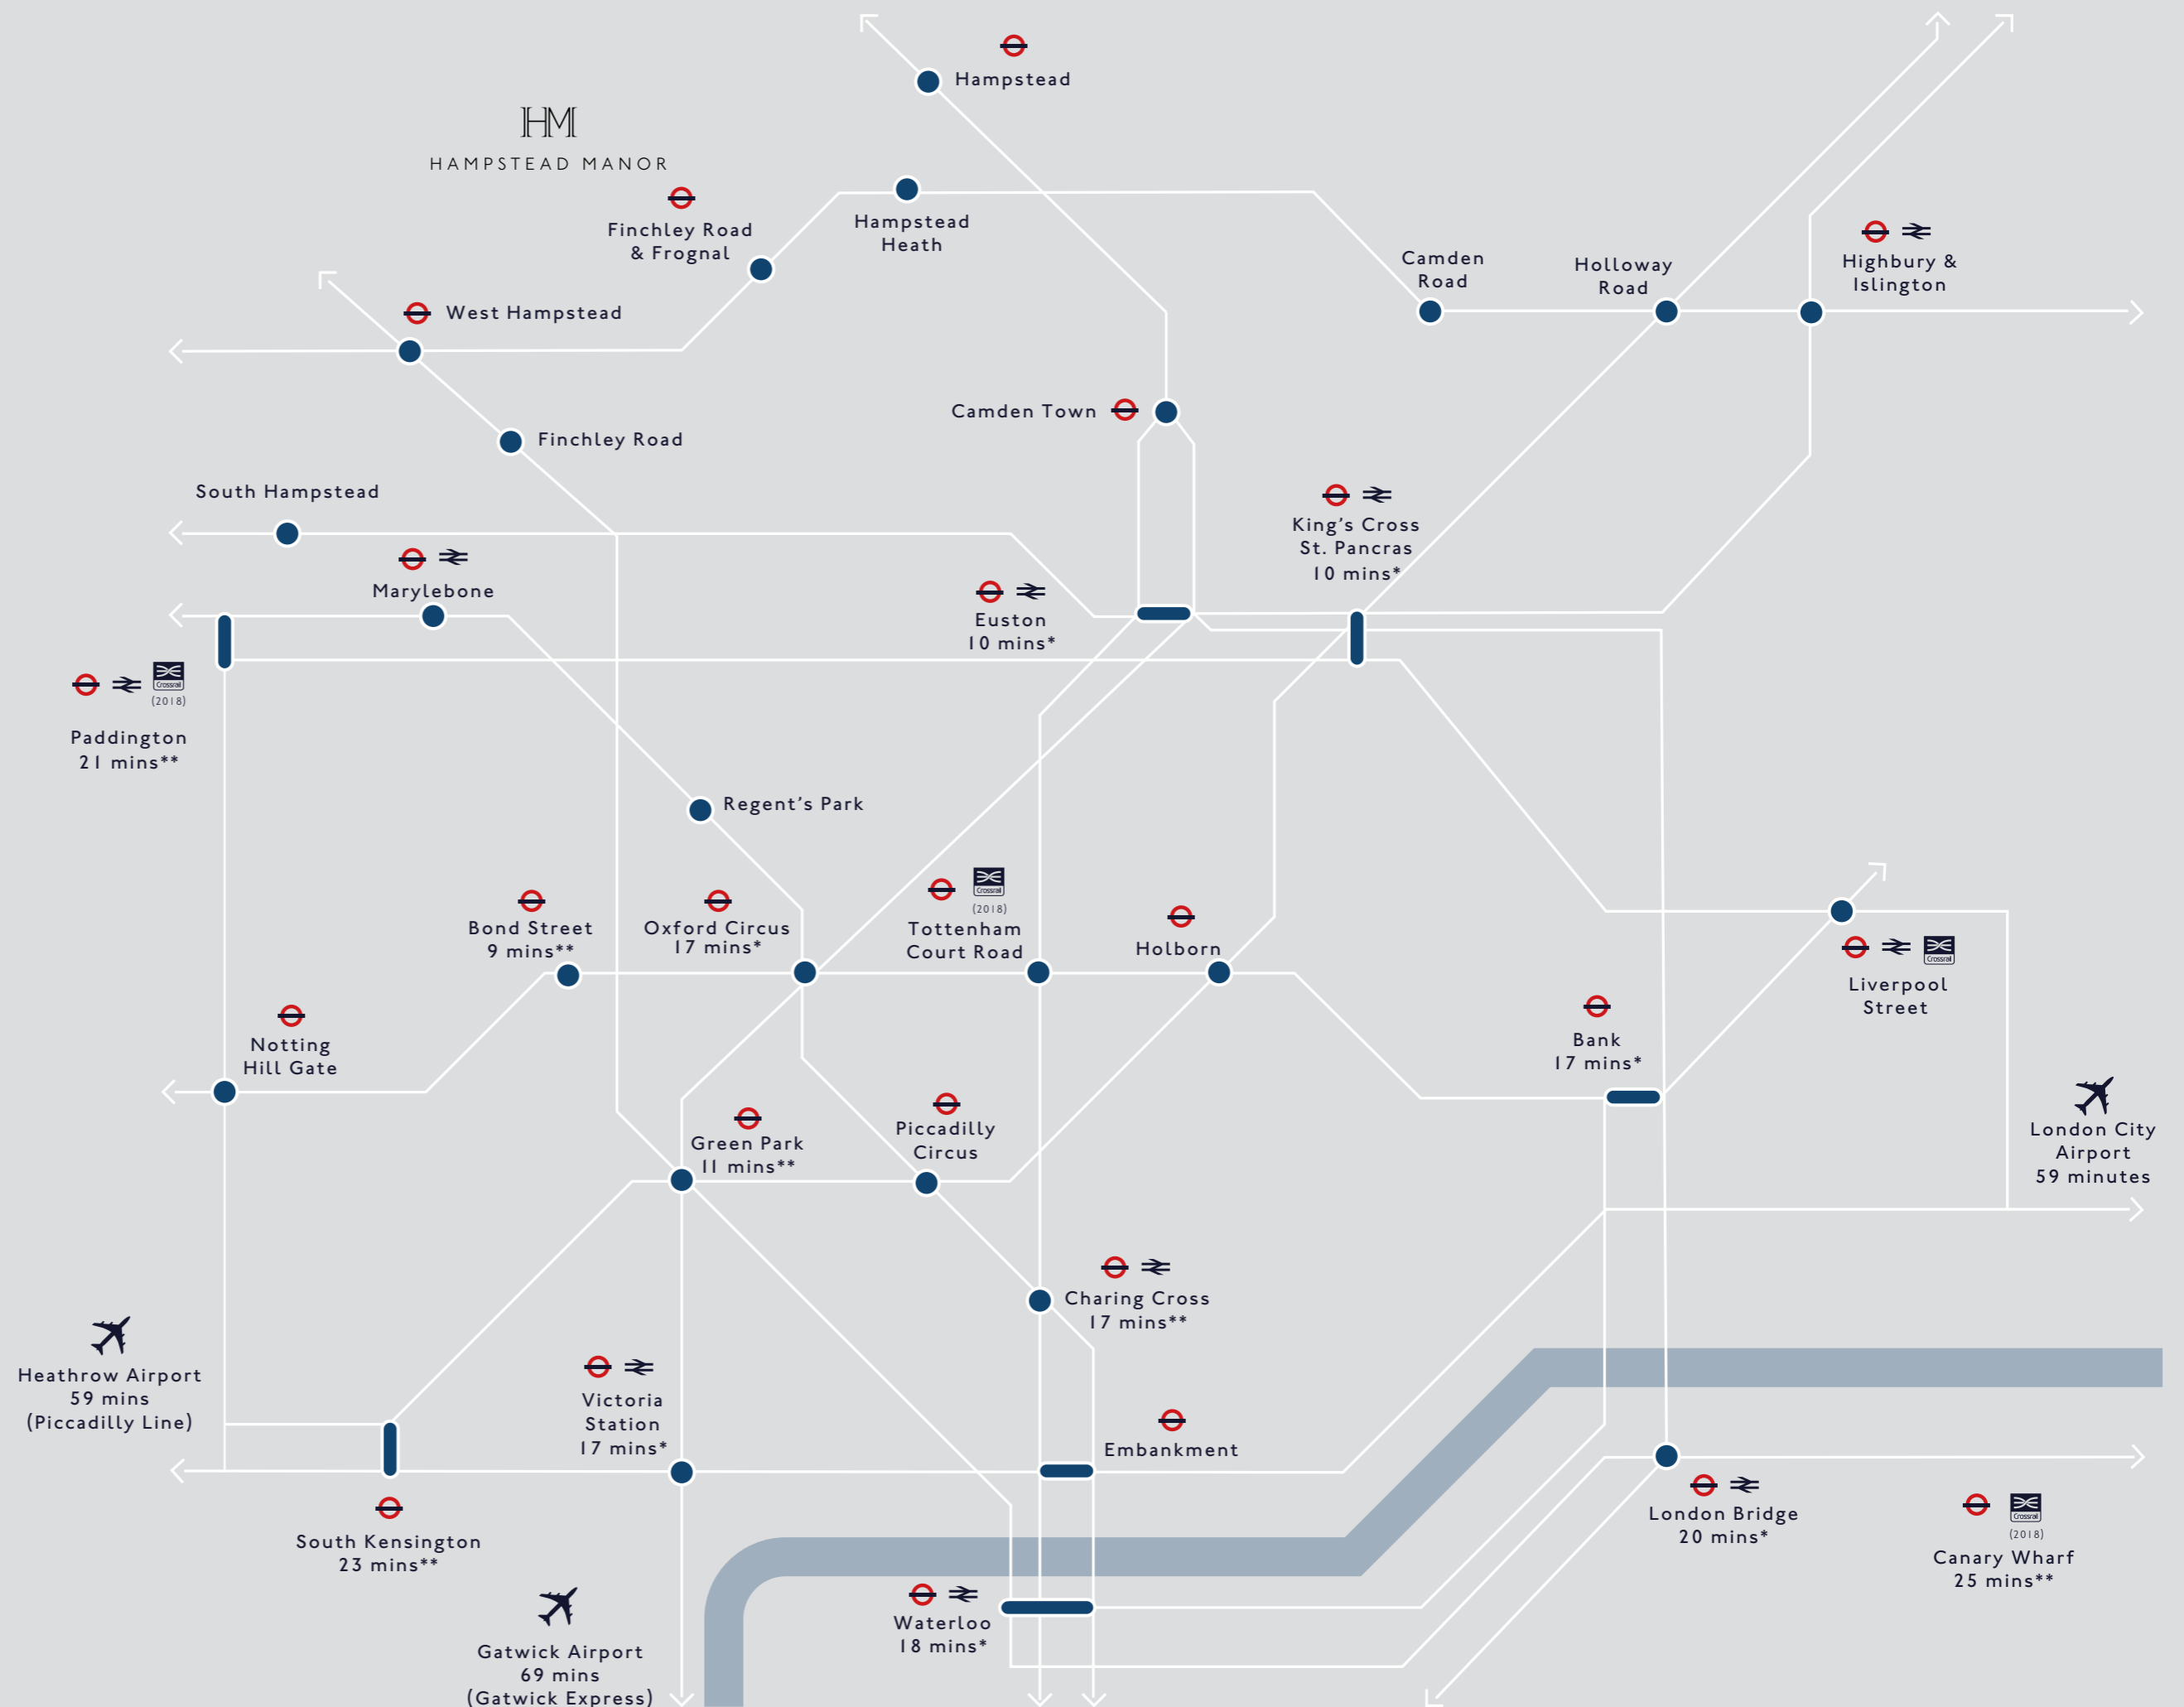 Hampstead
HM
HAMPSTEAD MANOR
Finchley Road
& Frognal
Hampstead
Heath
Camden
Road
Holloway
Road
Highbury &
Islington
West Hampstead
Camden Town
Finchley Road
South Hampstead
King's Cross
St. Pancras
10 mins*
Marylebone
Euston
10 mins*
Crossrail
(2018)
Paddington
21 mins**
Regent's Park
Crossrail
(2018)
Bond Street
9 mins**
Oxford Circus
17 mins*
Tottenham
Court Road
Holborn
Crossrail
Liverpool
Street
Notting
Hill Gate
Bank
17 mins*
Green Park
11 mins**
Piccadilly
Circus
London City
Airport
59 minutes
Charing Cross
17 mins**
Heathrow Airport
59 mins
(Piccadilly Line)
Victoria
Station
17 mins*
Embankment
South Kensington
23 mins**
London Bridge
20 mins*
Crossrail
(2018)
Canary Wharf
25 mins**
Waterloo
18 mins*
Gatwick Airport
69 mins
(Gatwick Express)